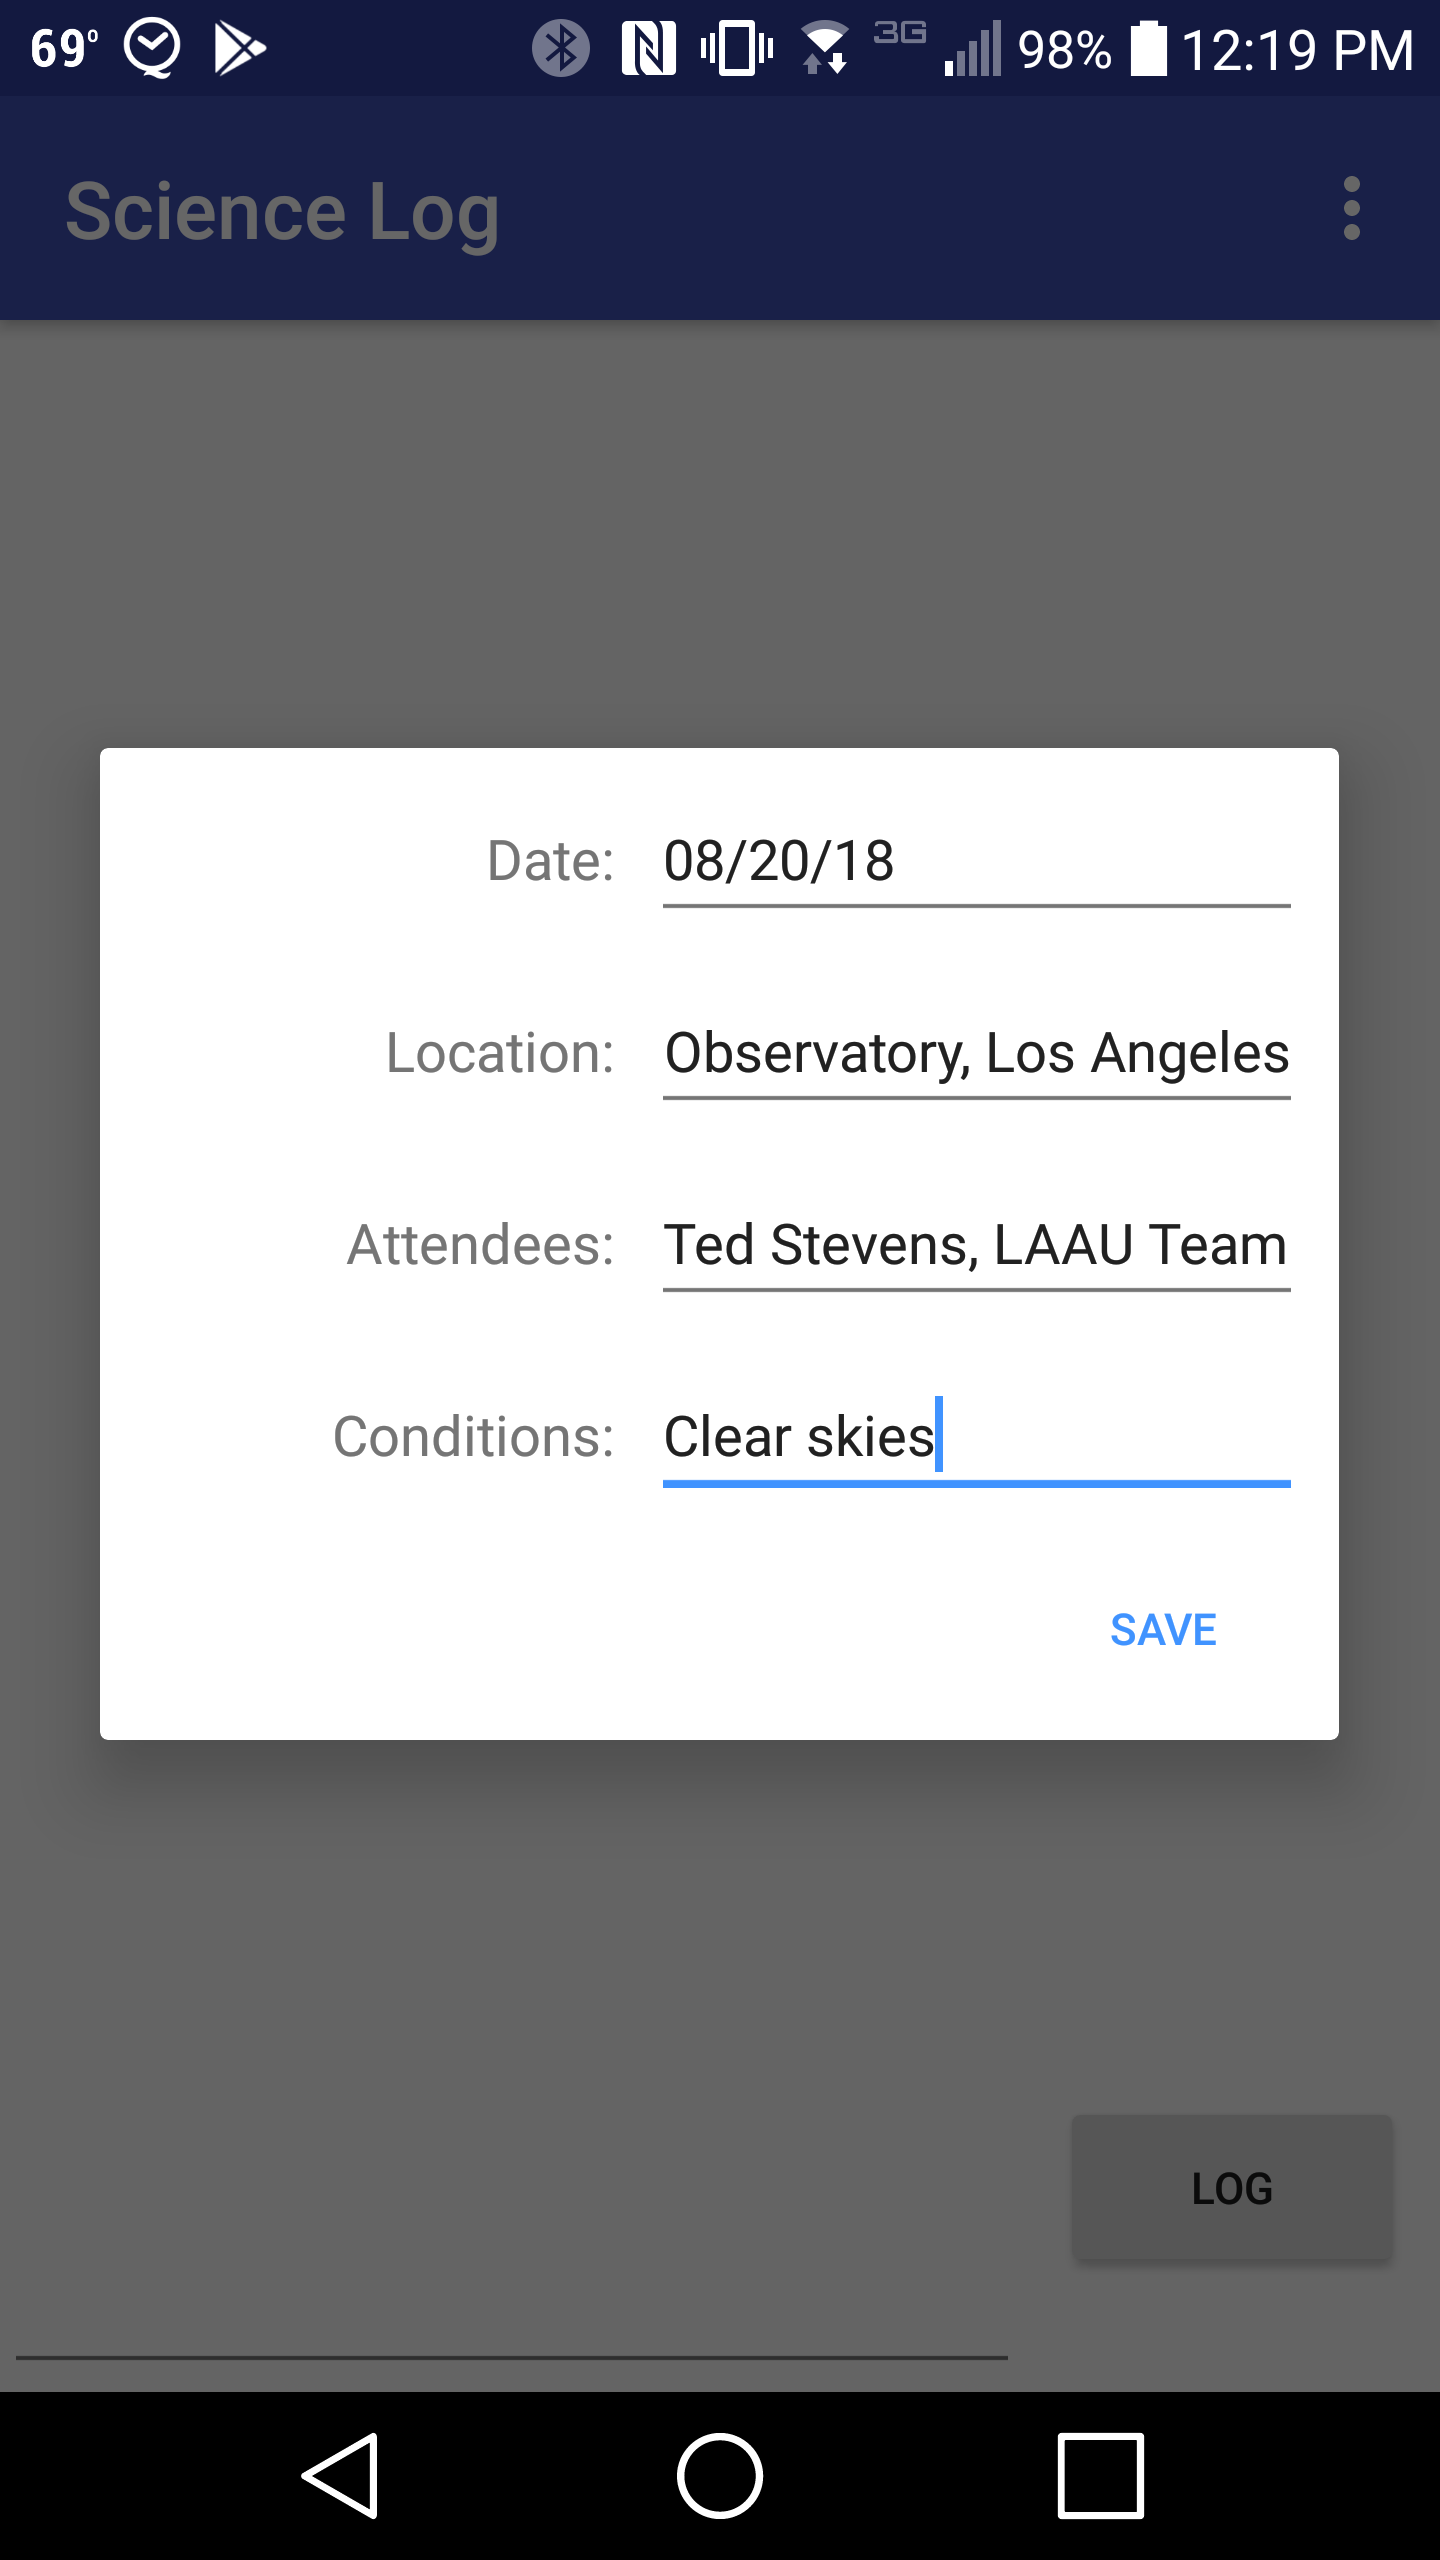 69° 3G 98% 12:19 PM
Science Log
Date: 08/20/18
Location: Observatory, Los Angeles
Attendees: Ted Stevens, LAAU Team
Conditions: Clear skies
SAVE
LOG